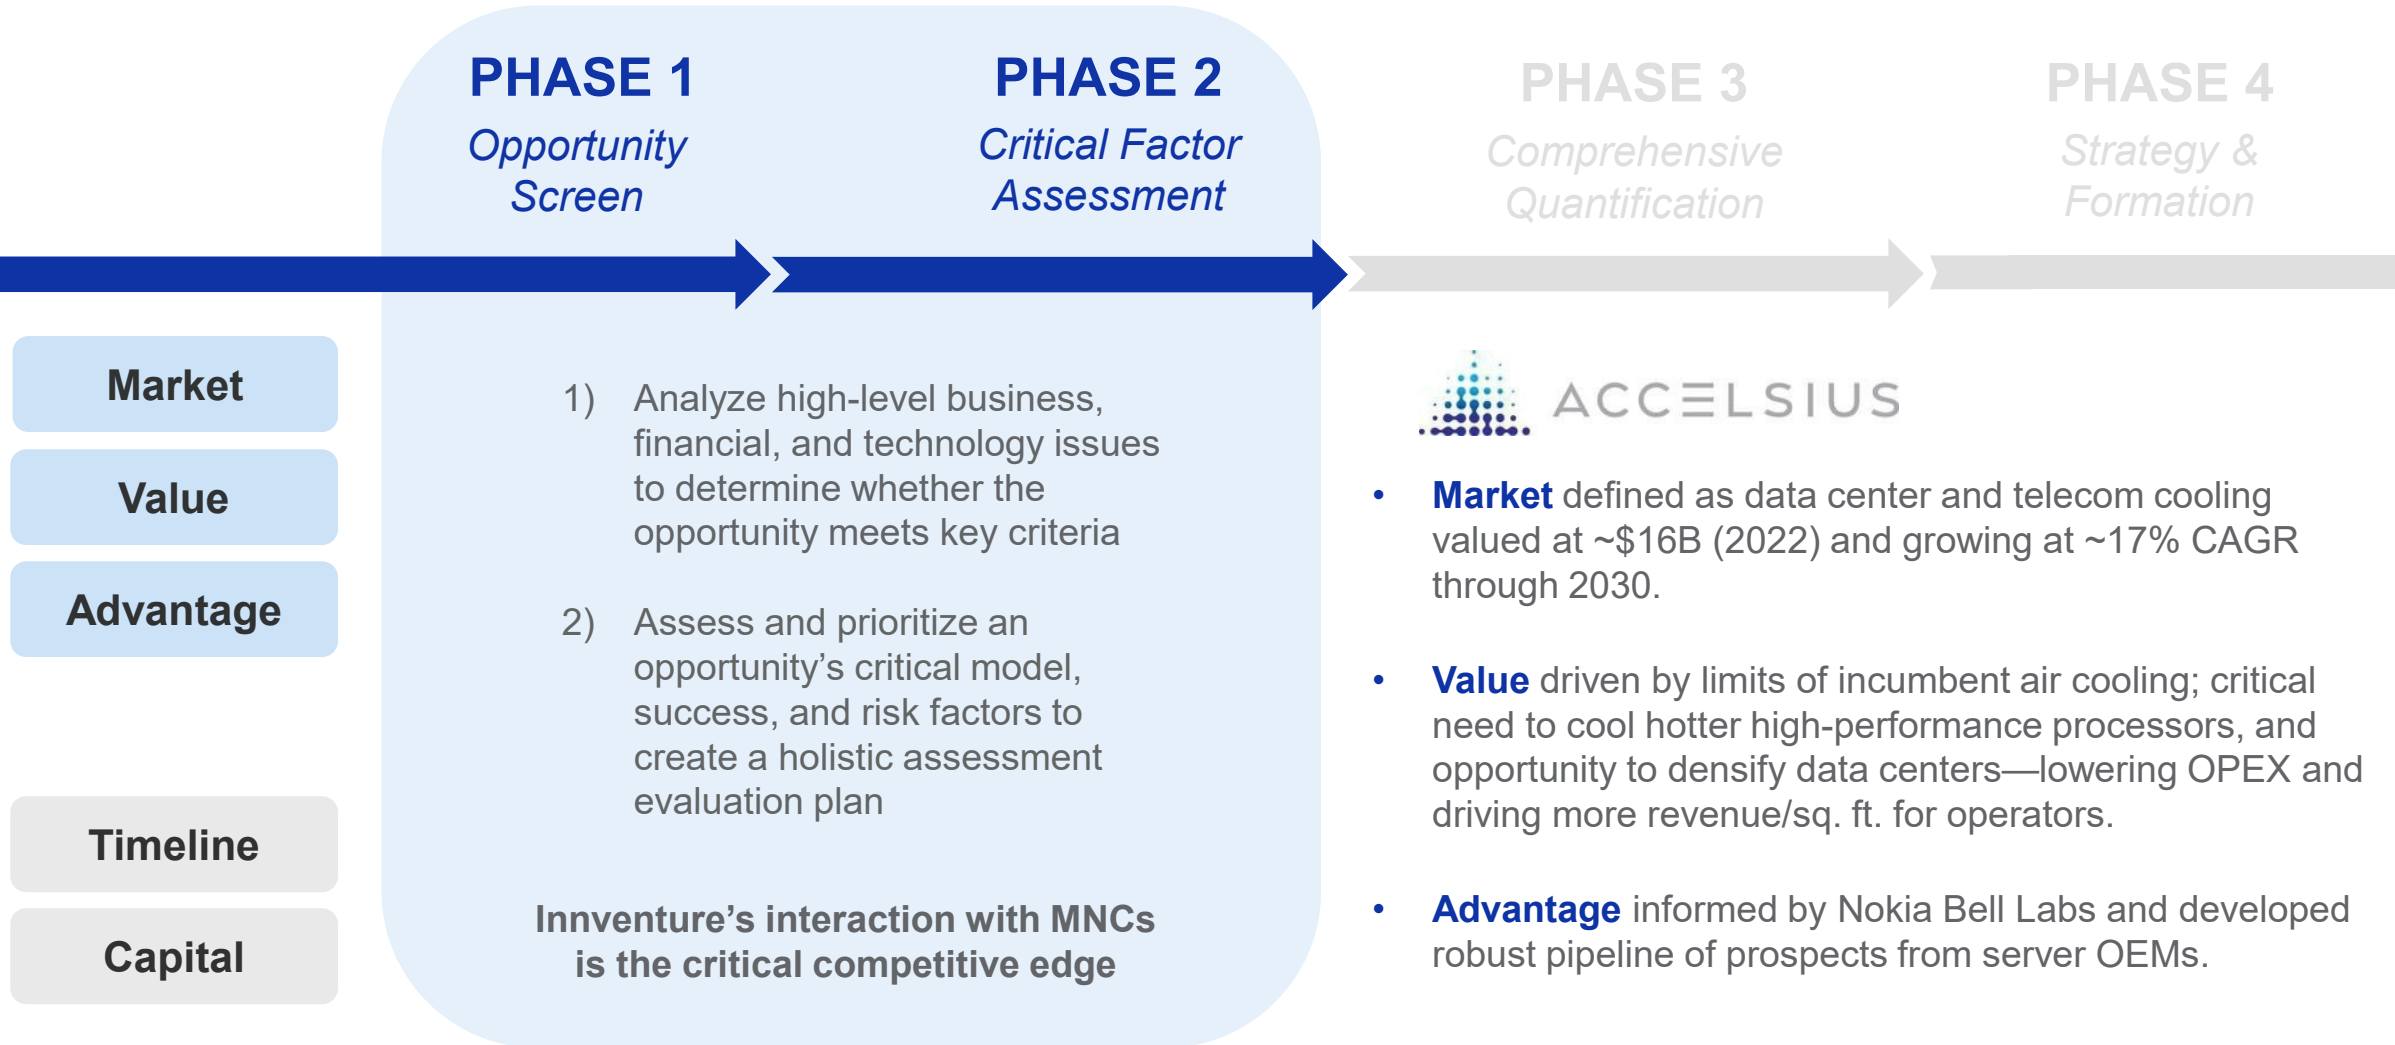 PHASE 1
Opportunity
Screen
PHASE 2
Critical Factor
Assessment
PHASE 3
Comprehensive
Quantification
PHASE 4
Strategy &
Formation
Market
Value
Advantage
Timeline
Capital
1) Analyze high-level business,
financial, and technology issues
to determine whether the
opportunity meets key criteria
2) Assess and prioritize an
opportunity’s critical model,
success, and risk factors to
create a holistic assessment
evaluation plan
Innventure’s interaction with MNCs
is the critical competitive edge
ACCELSIUS
• Market defined as data center and telecom cooling
valued at ~$16B (2022) and growing at ~17% CAGR
through 2030.
• Value driven by limits of incumbent air cooling; critical
need to cool hotter high-performance processors, and
opportunity to densify data centers—lowering OPEX and
driving more revenue/sq. ft. for operators.
• Advantage informed by Nokia Bell Labs and developed
robust pipeline of prospects from server OEMs.